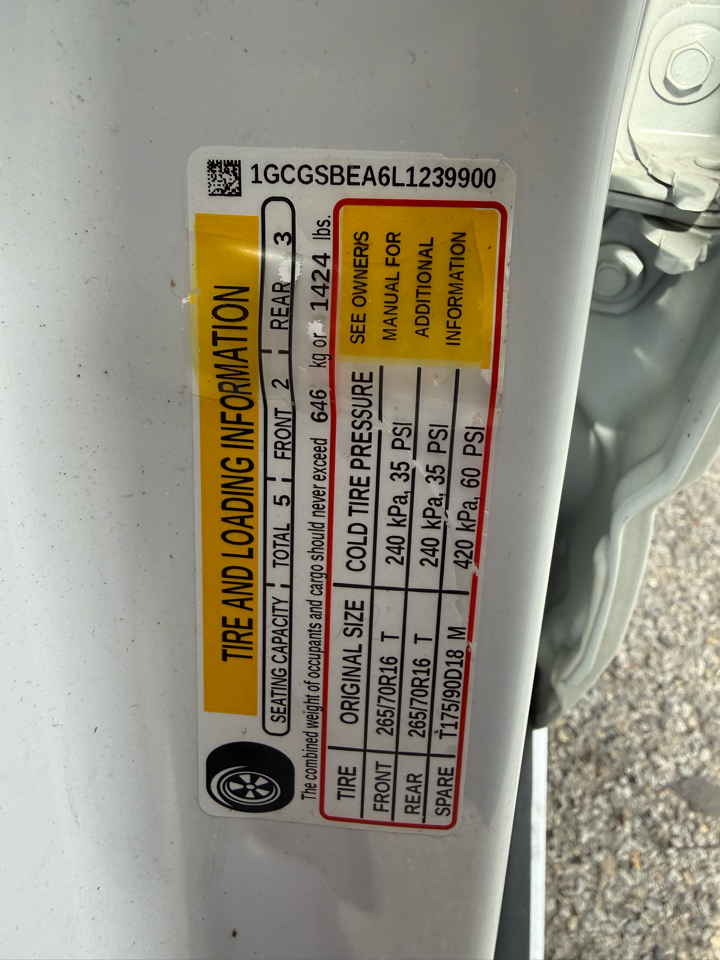 1GCGSBEA6L1239900
TIRE AND LOADING INFORMATION
SEATING CAPACITY TOTAL 5 FRONT 2 REAR 3
The combined weight of occupants and cargo should never exceed 646 kg or 1424 lbs.
TIRE ORIGINAL SIZE COLD TIRE PRESSURE
FRONT 265/70R16 T 240 kPa, 35 PSI
REAR 265/70R16 T 240 kPa, 35 PSI
SPARE T175/90D18 M 420 kPa, 60 PSI
SEE OWNER'S
MANUAL FOR
ADDITIONAL
INFORMATION